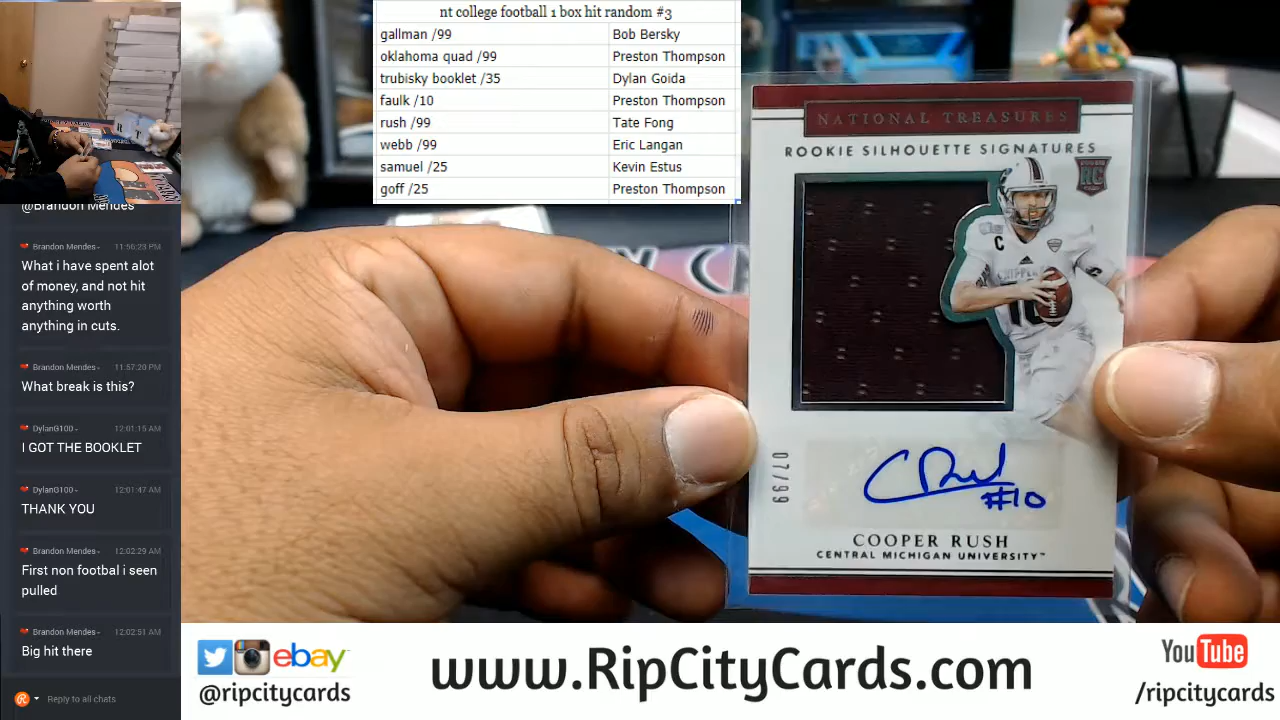 nt college football 1 box hit random #3
gallman /99 Bob Bersky
oklahoma quad /99 Preston Thompson
trubisky booklet /35 Dylan Goida
faulk /10 Preston Thompson
rush /99 Tate Fong
webb /99 Eric Langan
samuel /25 Kevin Estus
goff /25 Preston Thompson
@Brandon Mendes
Brandon Mendes 11:56:23 PM
What i have spent alot
of money, and not hit
anything worth
anything in cuts.
Brandon Mendes 11:57:20 PM
What break is this?
DylanG100 12:01:15 AM
I GOT THE BOOKLET
DylanG100 12:01:47 AM
THANK YOU
Brandon Mendes 12:02:29 AM
First non footbal i seen
pulled
Brandon Mendes 12:02:51 AM
Big hit there
Reply to all chats
NATIONAL TREASURES
ROOKIE SILHOUETTE SIGNATURES
RC
C
10
07/99
#10
COOPER RUSH
CENTRAL MICHIGAN UNIVERSITY™
ebay
@ripcitycards
www.RipCityCards.com
YouTube
/ripcitycards